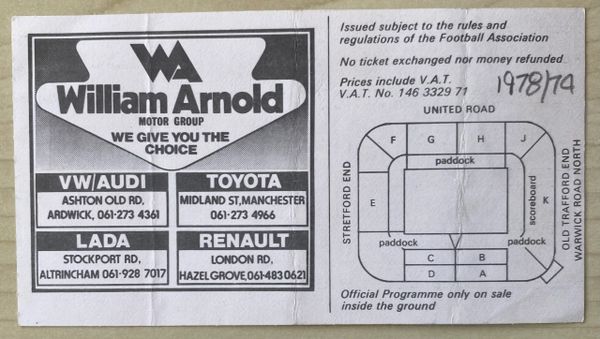 WA
William Arnold
MOTOR GROUP
WE GIVE YOU THE
CHOICE
VW/AUDI
ASHTON OLD RD,
ARDWICK, 061-273 4361
TOYOTA
MIDLAND ST, MANCHESTER
061-273 4966
LADA
STOCKPORT RD,
ALTRINCHAM 061-928 7017
RENAULT
LONDON RD,
HAZEL GROVE, 061-483 0621
Issued subject to the rules and
regulations of the Football Association
No ticket exchanged nor money refunded
Prices include V.A.T.
V.A.T. No. 146 3329 71
1978/79
UNITED ROAD
F
G
H
J
paddock
STRETFORD END
E
scoreboard
K
OLD TRAFFORD END
WARWICK ROAD NORTH
paddock
paddock
C
B
D
A
Official Programme only on sale
inside the ground